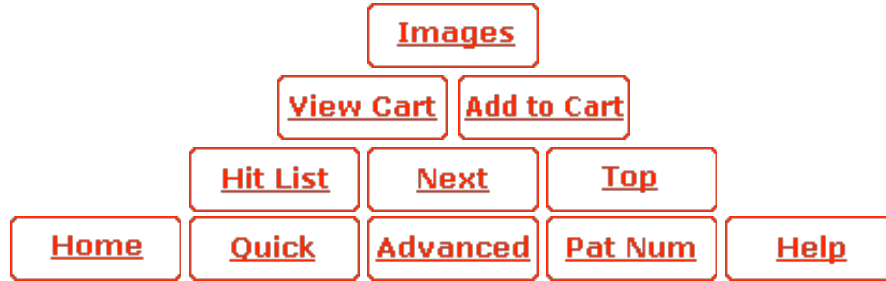 Images
View Cart Add to Cart
Hit List Next Top
Home Quick Advanced Pat Num Help